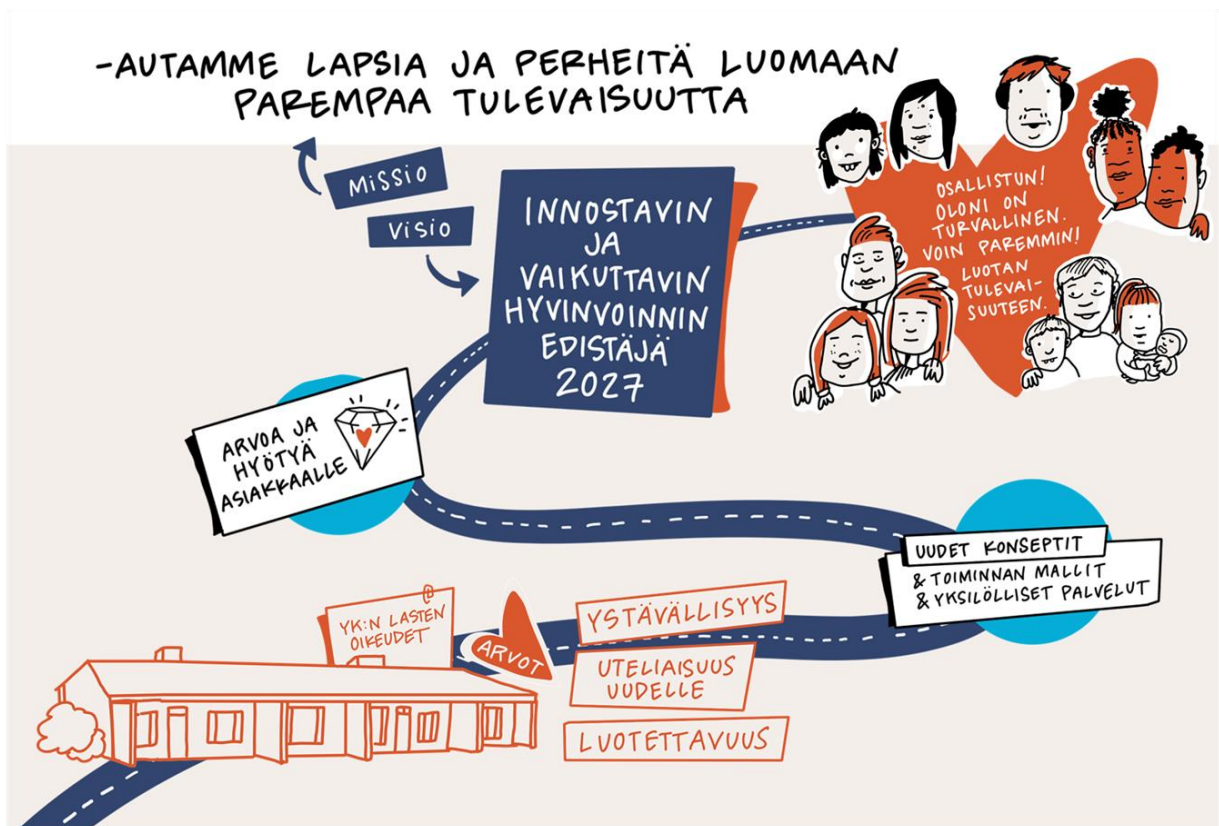 -AUTAMME LAPSIA JA PERHEITÄ LUOMAAN
PAREMPAA TULEVAISUUTTA
MISSIO
VISIO
INNOSTAVIN
JA
VAIKUTTAVIN
HYVINVOINNIN
EDISTÄJÄ
2027
OSALLISTUN!
OLONI ON
TURVALLINEN.
VOIN PAREMMIN!
LUOTAN
TULEVAI-
SUUTEEN.
ARVOA JA
HYÖTYÄ
ASIAKKAALLE
UUDET KONSEPTIT
& TOIMINNAN MALLIT
& YKSILÖLLISET PALVELUT
YK:N LASTEN
OIKEUDET
ARVOT
YSTÄVÄLLISYYS
UTELIAISUUS
UUDELLE
LUOTETTAVUUS